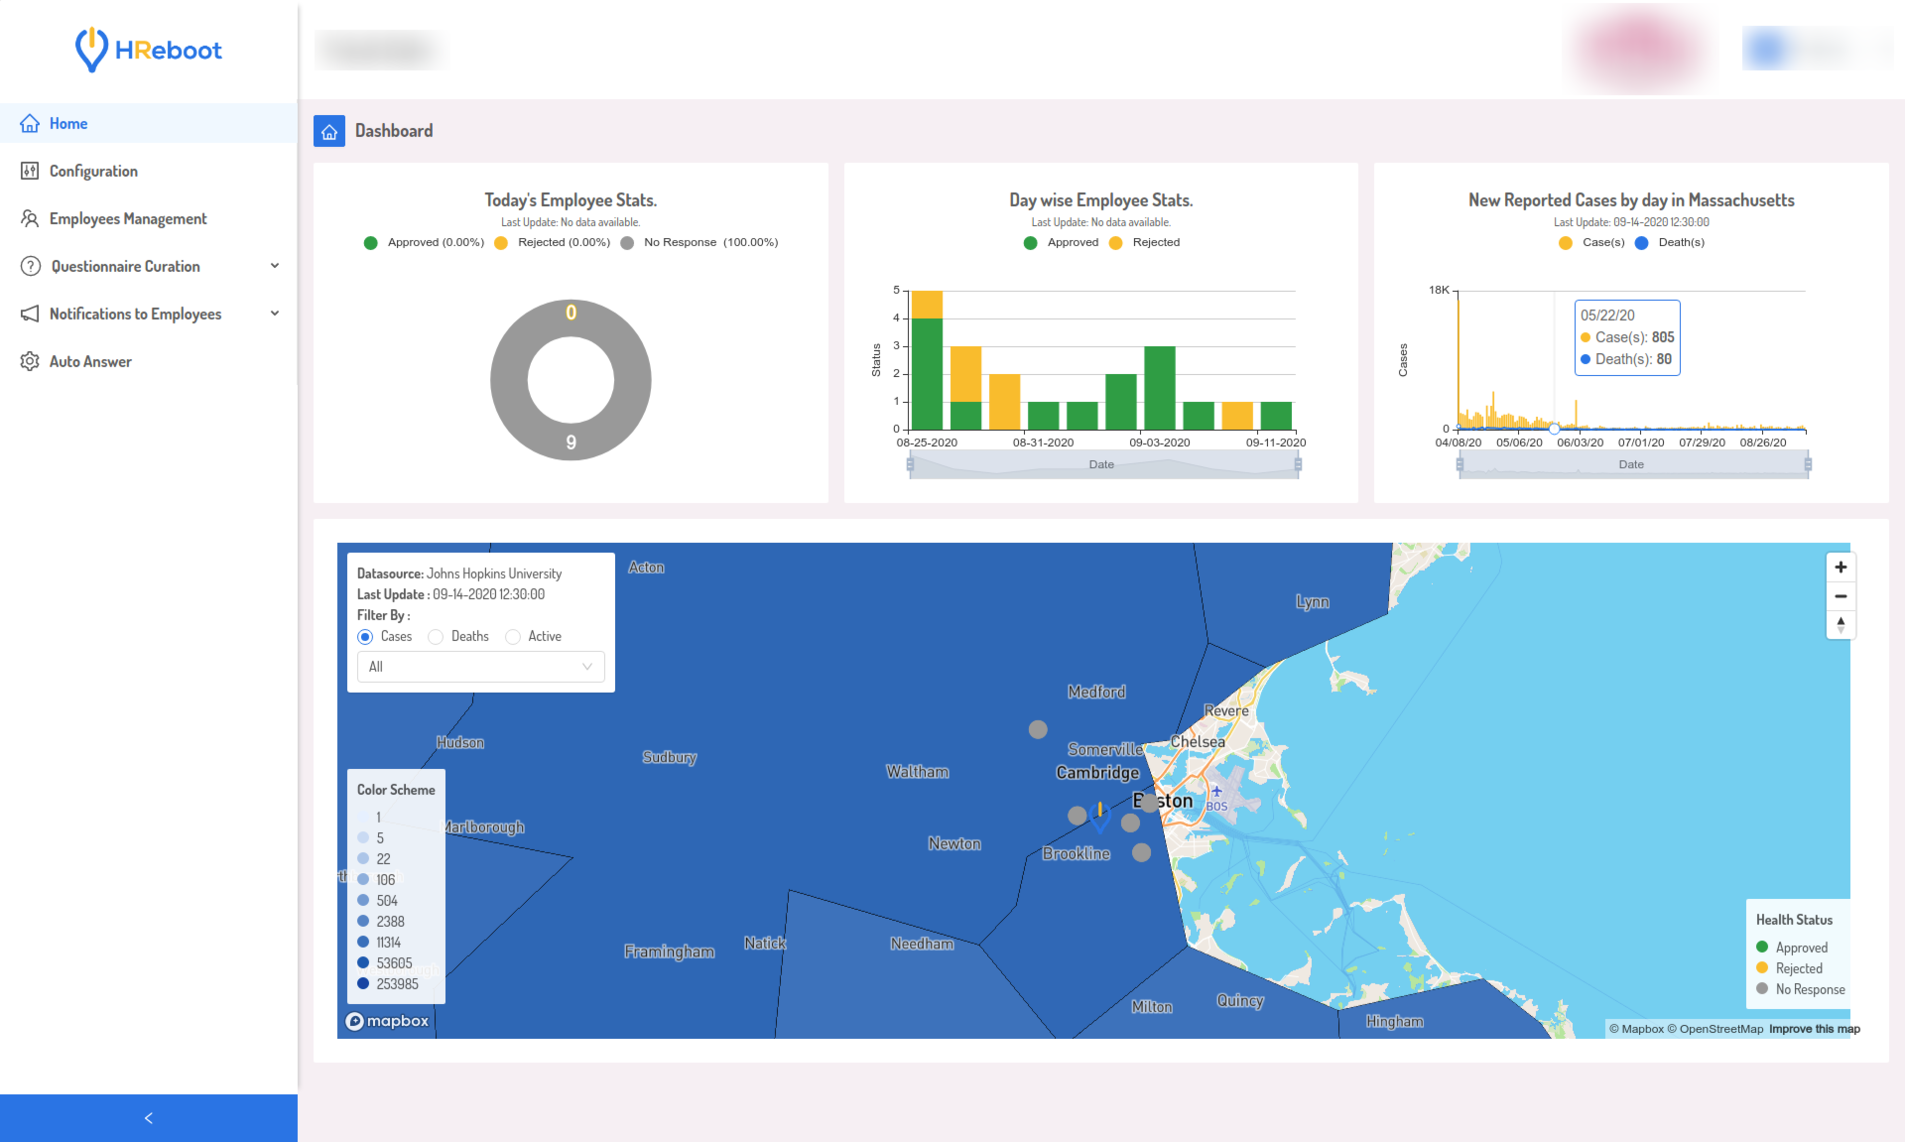 HReboot
Home
Configuration
Employees Management
Questionnaire Curation
Notifications to Employees
Auto Answer
Dashboard
Today's Employee Stats.
Last Update: No data available.
Approved (0.00%) Rejected (0.00%) No Response (100.00%)
0
9
Day wise Employee Stats.
Last Update: No data available.
Approved Rejected
5
4
3
2
1
0
Status
08-25-2020 08-31-2020 09-03-2020 09-11-2020
Date
New Reported Cases by day in Massachusetts
Last Update: 09-14-2020 12:30:00
Case(s) Death(s)
18K
0
Cases
05/22/20
Case(s): 805
Death(s): 80
04/08/20 05/06/20 06/03/20 07/01/20 07/29/20 08/26/20
Date
Datasource: Johns Hopkins University
Last Update : 09-14-2020 12:30:00
Filter By :
Cases Deaths Active
All
Acton
Lynn
Medford
Revere
Hudson
Sudbury
Waltham
Somerville
Chelsea
Cambridge
Boston
BOS
Marlborough
Newton
Brookline
Framingham
Natick
Needham
Milton
Quincy
Hingham
Color Scheme
1
5
22
106
504
2388
11314
53605
253985
mapbox
Health Status
Approved
Rejected
No Response
© Mapbox © OpenStreetMap Improve this map